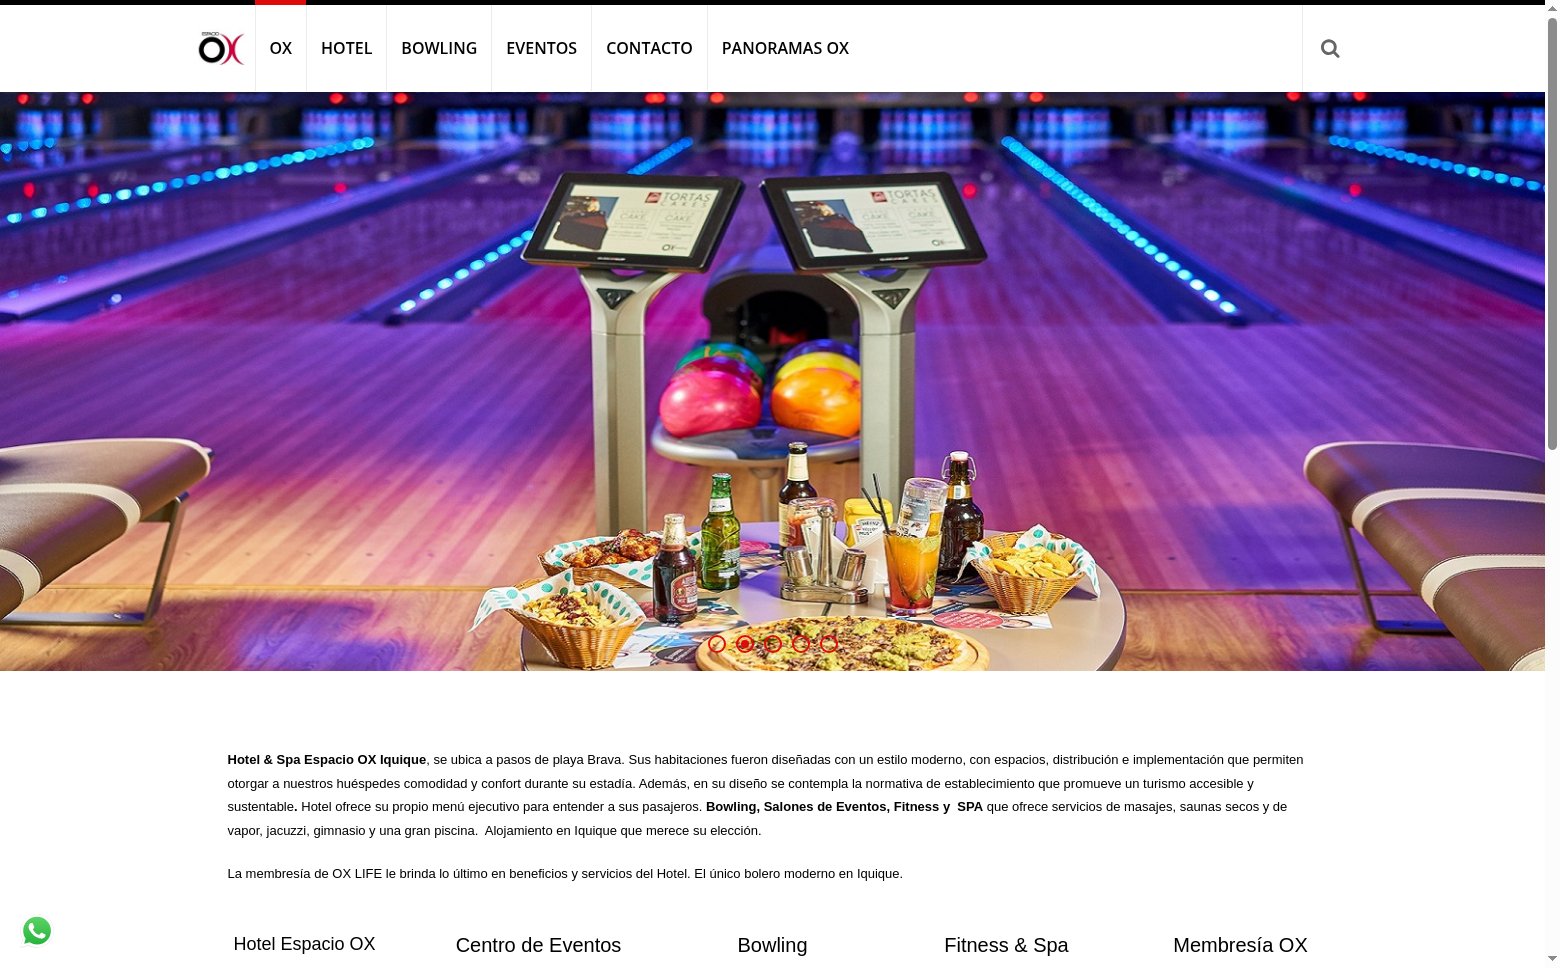 ESPACIO
OX
OX
HOTEL
BOWLING
EVENTOS
CONTACTO
PANORAMAS OX
TORTAS
CAKES
TORTAS
CAKES
Hotel & Spa Espacio OX Iquique, se ubica a pasos de playa Brava. Sus habitaciones fueron diseñadas con un estilo moderno, con espacios, distribución e implementación que permiten
otorgar a nuestros huéspedes comodidad y confort durante su estadía. Además, en su diseño se contempla la normativa de establecimiento que promueve un turismo accesible y
sustentable. Hotel ofrece su propio menú ejecutivo para entender a sus pasajeros. Bowling, Salones de Eventos, Fitness y  SPA que ofrece servicios de masajes, saunas secos y de
vapor, jacuzzi, gimnasio y una gran piscina.  Alojamiento en Iquique que merece su elección.
La membresía de OX LIFE le brinda lo último en beneficios y servicios del Hotel. El único bolero moderno en Iquique.
Hotel Espacio OX
Centro de Eventos
Bowling
Fitness & Spa
Membresía OX